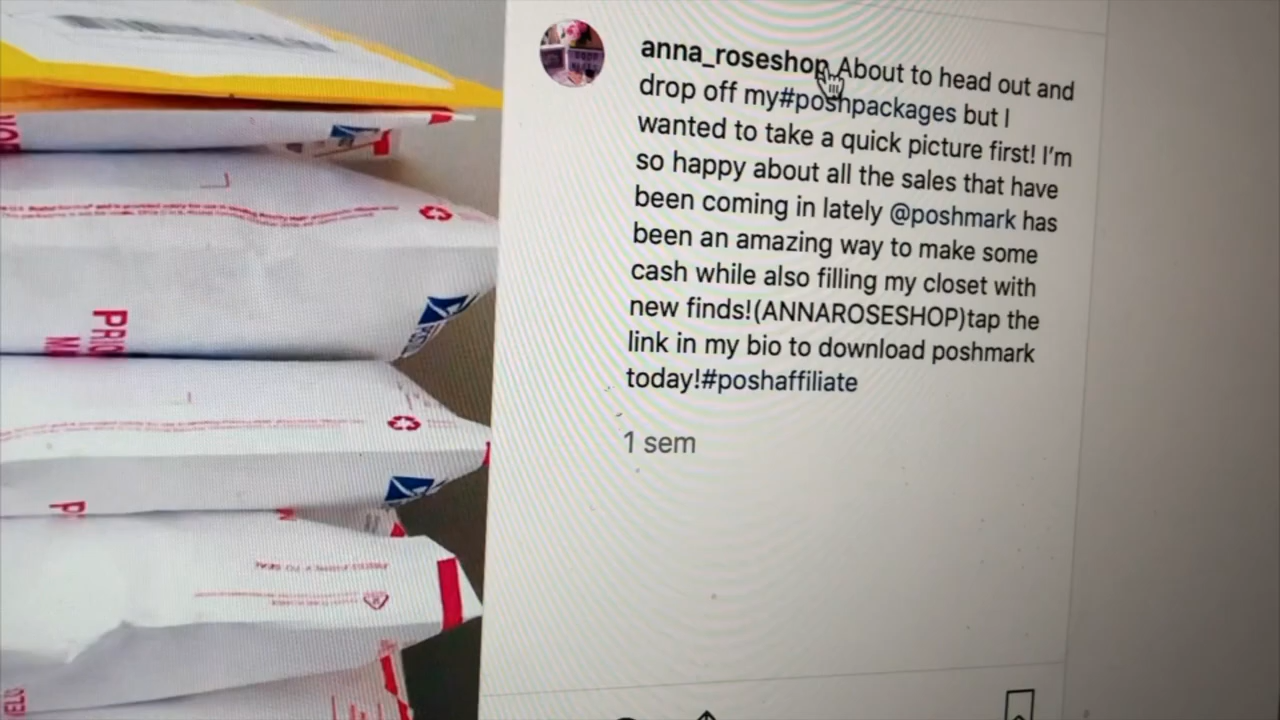 anna_roseshop About to head out and
drop off my#poshpackages but I
wanted to take a quick picture first! I'm
so happy about all the sales that have
been coming in lately @poshmark has
been an amazing way to make some
cash while also filling my closet with
new finds!(ANNAROSESHOP)tap the
link in my bio to download poshmark
today!#poshaffiliate
1 sem